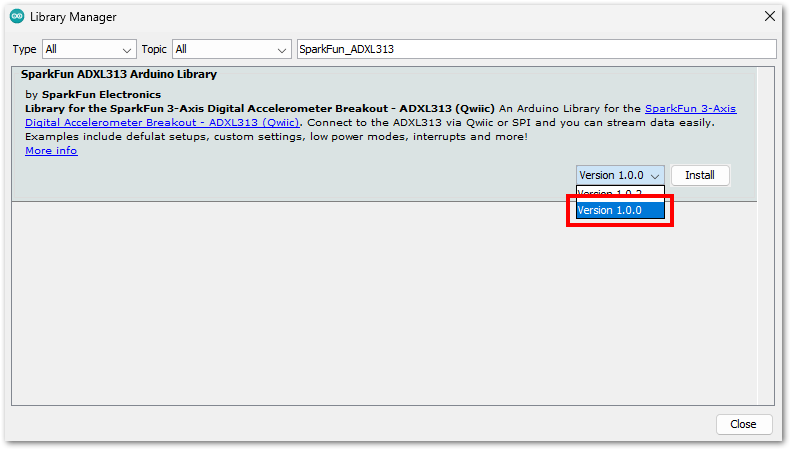 Library Manager
Type All Topic All SparkFun_ADXL313
SparkFun ADXL313 Arduino Library
by SparkFun Electronics
Library for the SparkFun 3-Axis Digital Accelerometer Breakout - ADXL313 (Qwiic) An Arduino Library for the SparkFun 3-Axis
Digital Accelerometer Breakout - ADXL313 (Qwiic). Connect to the ADXL313 via Qwiic or SPI and you can stream data easily.
Examples include defulat setups, custom settings, low power modes, interrupts and more!
More info
Version 1.0.0 Install
Version
Version 1.0.0
Close